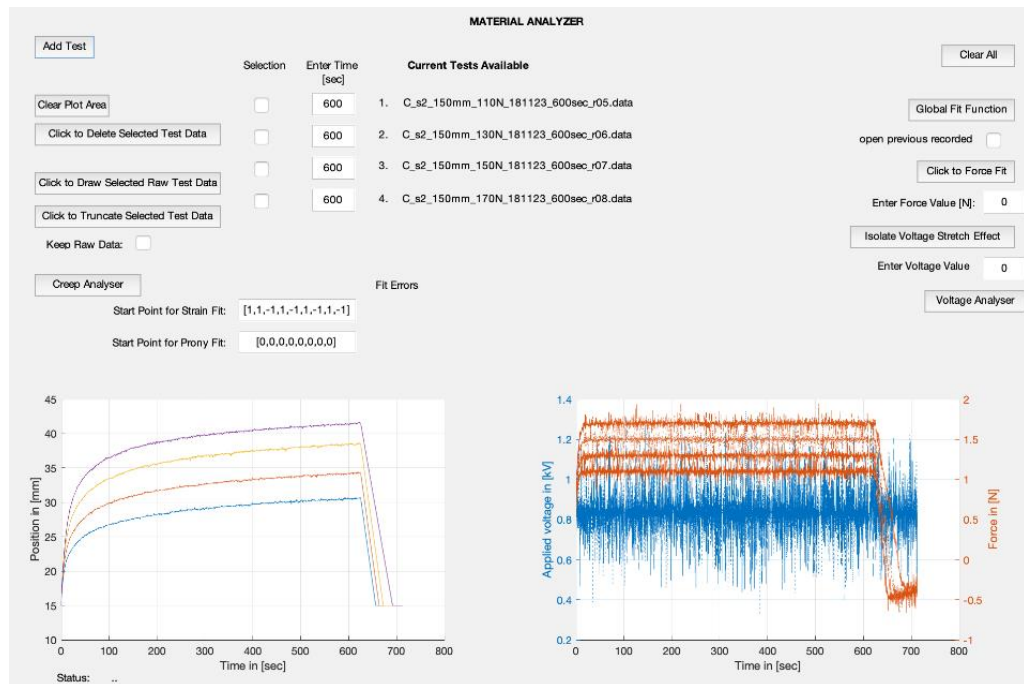 MATERIAL ANALYZER
Add Test
Clear All
Selection
Enter Time
[sec]
Current Tests Available
Clear Plot Area
600
1. C_s2_150mm_110N_181123_600sec_r05.data
Global Fit Function
Click to Delete Selected Test Data
600
2. C_s2_150mm_130N_181123_600sec_r06.data
open previous recorded
600
3. C_s2_150mm_150N_181123_600sec_r07.data
Click to Force Fit
Click to Draw Selected Raw Test Data
600
4. C_s2_150mm_170N_181123_600sec_r08.data
Enter Force Value [N]:
0
Click to Truncate Selected Test Data
Keep Raw Data:
Isolate Voltage Stretch Effect
Enter Voltage Value
0
Creep Analyser
Fit Errors
Voltage Analyser
Start Point for Strain Fit:
[1,1,-1,1,-1,1,-1,1,-1]
Start Point for Prony Fit:
[0,0,0,0,0,0,0,0]
45
40
35
30
25
20
15
10
Position in [mm]
0 100 200 300 400 500 600 700 800
Time in [sec]
1.4
1.2
1
0.8
0.6
0.4
0.2
Applied voltage in [kV]
2
1.5
1
0.5
0
-0.5
-1
Force in [N]
0 100 200 300 400 500 600 700 800
Time in [sec]
Status: ..